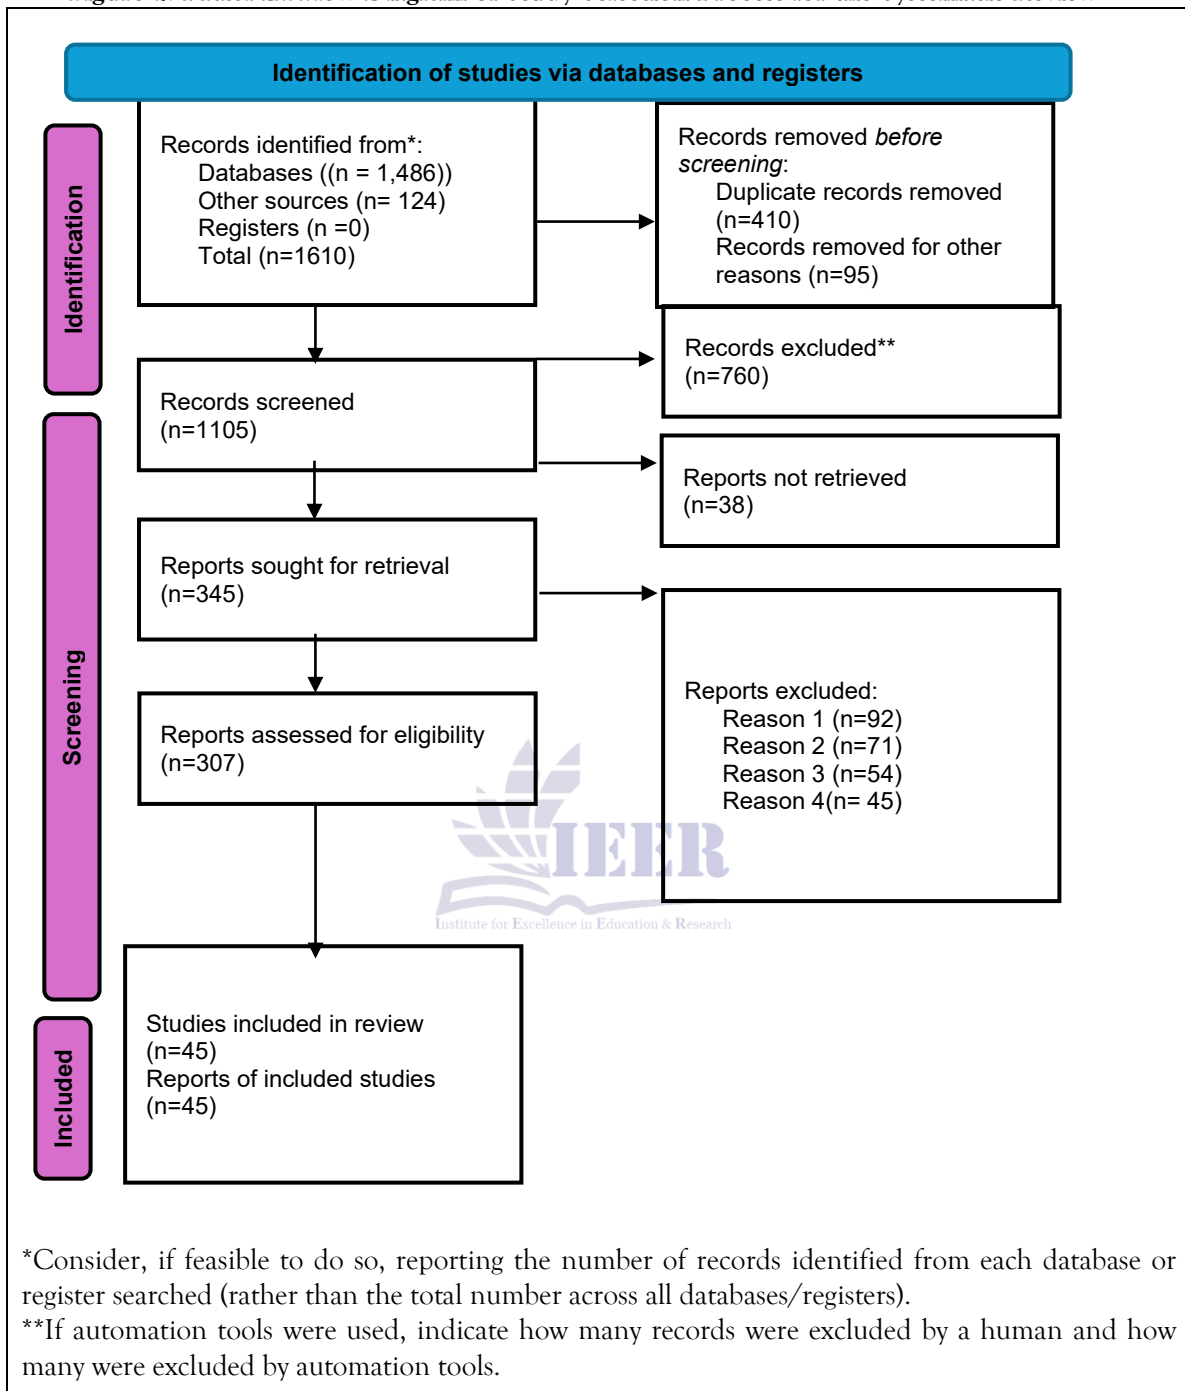 Identification of studies via databases and registers
Identification
Records identified from*:
Databases ((n = 1,486))
Other sources (n= 124)
Registers (n =0)
Total (n=1610)
Records removed before
screening:
Duplicate records removed
(n=410)
Records removed for other
reasons (n=95)
Records excluded**
(n=760)
Records screened
(n=1105)
Screening
Reports not retrieved
(n=38)
Reports sought for retrieval
(n=345)
Reports assessed for eligibility
(n=307)
Reports excluded:
Reason 1 (n=92)
Reason 2 (n=71)
Reason 3 (n=54)
Reason 4(n= 45)
IEER
Institute for Excellence in Education & Research
Included
Studies included in review
(n=45)
Reports of included studies
(n=45)
*Consider, if feasible to do so, reporting the number of records identified from each database or
register searched (rather than the total number across all databases/registers).
**If automation tools were used, indicate how many records were excluded by a human and how
many were excluded by automation tools.